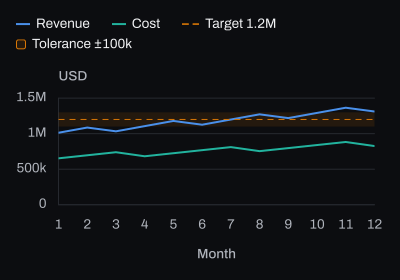 Revenue Cost Target 1.2M
Tolerance ±100k
USD
1.5M
1M
500k
0
1 2 3 4 5 6 7 8 9 10 11 12
Month